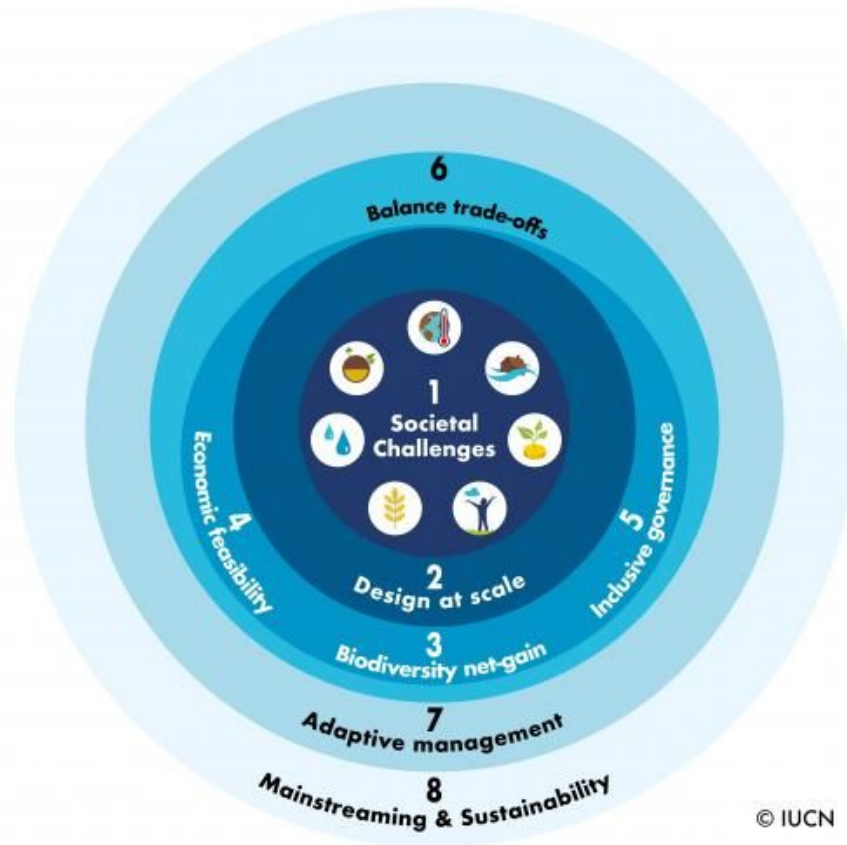 6
Balance trade-offs
1
Societal
Challenges
4
Economic feasibility
5
Inclusive governance
2
Design at scale
3
Biodiversity net-gain
7
Adaptive management
8
Mainstreaming & Sustainability
© IUCN